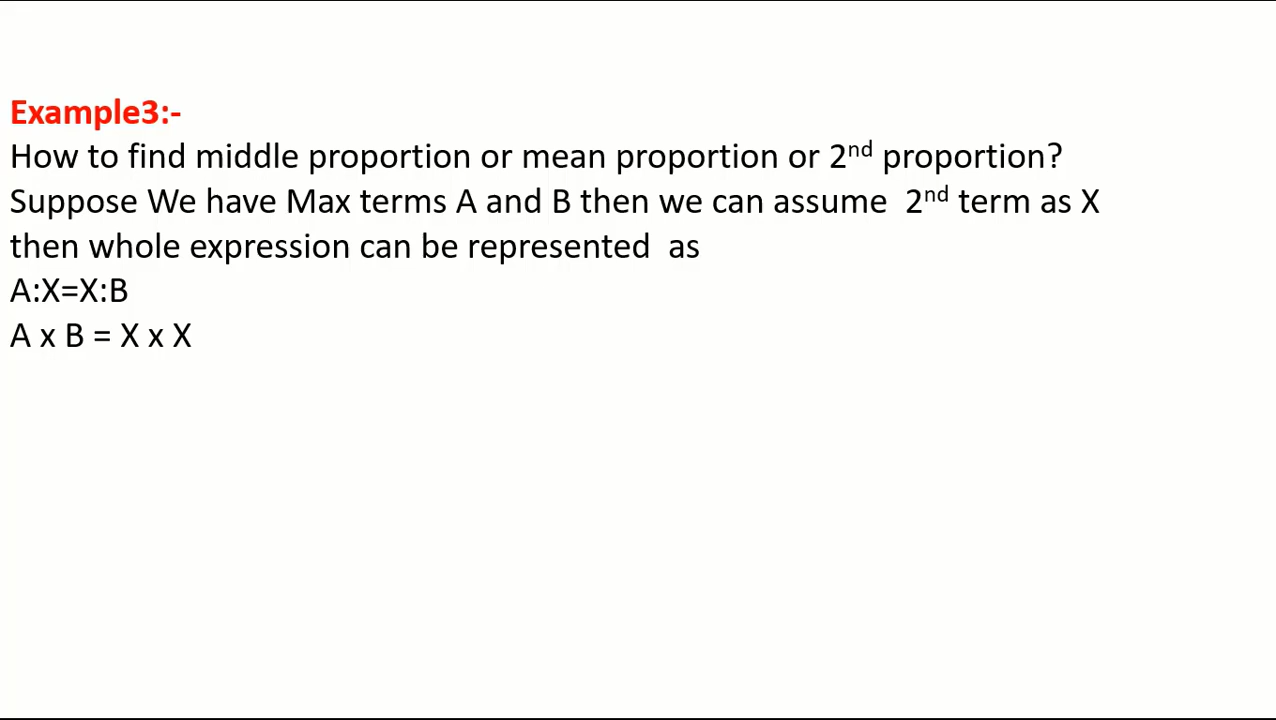 Example3:-
How to find middle proportion or mean proportion or 2nd proportion?
Suppose We have Max terms A and B then we can assume 2nd term as X
then whole expression can be represented as
A:X=X:B
A x B = X x X